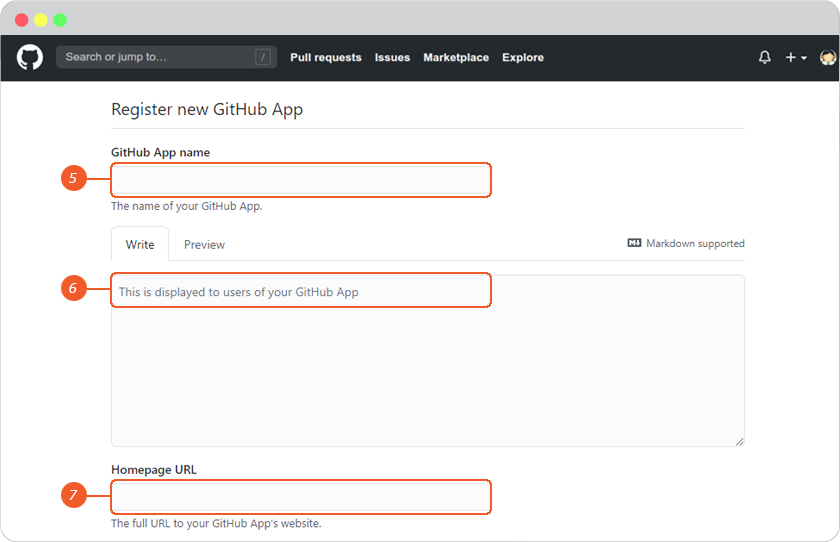 Search or jump to… /
Pull requests Issues Marketplace Explore
Register new GitHub App
GitHub App name
5
The name of your GitHub App.
Write Preview Markdown supported
6
This is displayed to users of your GitHub App
Homepage URL
7
The full URL to your GitHub App's website.